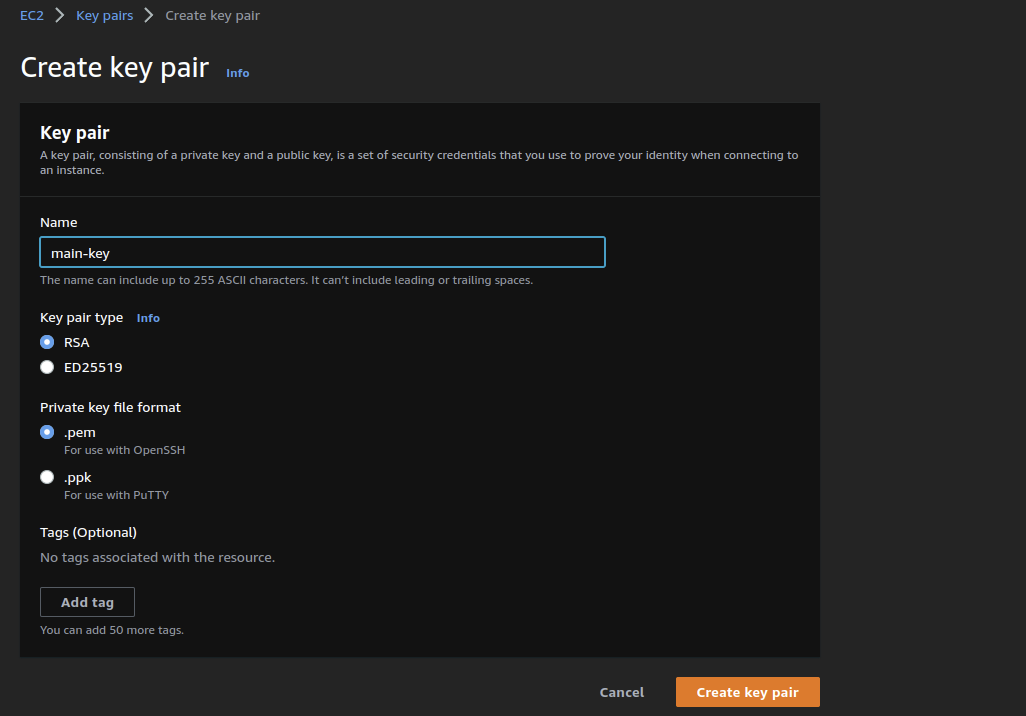 EC2 > Key pairs > Create key pair
Create key pair Info
Key pair
A key pair, consisting of a private key and a public key, is a set of security credentials that you use to prove your identity when connecting to
an instance.
Name
main-key
The name can include up to 255 ASCII characters. It can't include leading or trailing spaces.
Key pair type Info
RSA
ED25519
Private key file format
.pem
For use with OpenSSH
.ppk
For use with PuTTY
Tags (Optional)
No tags associated with the resource.
Add tag
You can add 50 more tags.
Cancel Create key pair